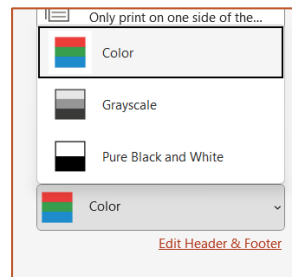 Only print on one side of the...
Color
Grayscale
Pure Black and White
Color
Edit Header & Footer